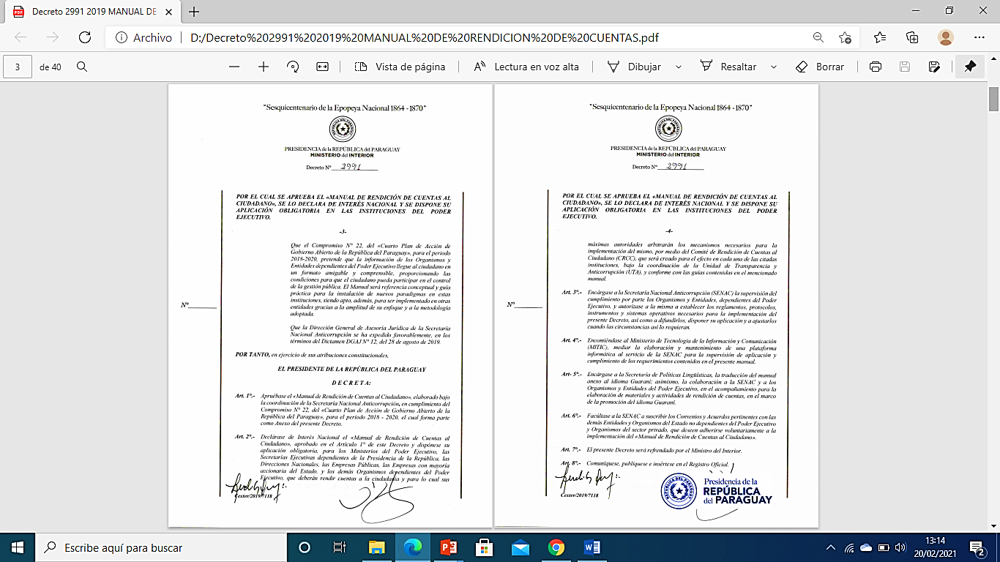 Decreto 2991 2019 MANUAL DE
Archivo
D:/Decreto%202991%202019%20MANUAL%20DE%20RENDICION%20DE%20CUENTAS.pdf
3
de 40
Vista de página
Lectura en voz alta
Dibujar
Resaltar
Borrar
"Sesquicentenario de la Epopeya Nacional 1864 -1870"
PRESIDENCIA de la REPÚBLICA del PARAGUAY
MINISTERIO del INTERIOR
Decreto N° 2991
POR EL CUAL SE APRUEBA EL «MANUAL DE RENDICIÓN DE CUENTAS AL
CIUDADANO», SE LO DECLARA DE INTERÉS NACIONAL Y SE DISPONE SU
APLICACIÓN OBLIGATORIA EN LAS INSTITUCIONES DEL PODER
EJECUTIVO.
-3-
Que el Compromiso N° 22, del «Cuarto Plan de Acción de
Gobierno Abierto de la República del Paraguay», para el periodo
2018-2020, pretende que la información de los Organismos y
Entidades dependientes del Poder Ejecutivo llegue al ciudadano en
un formato amigable y comprensible, proporcionando las
condiciones para que el ciudadano pueda participar en el control
de la gestión pública. El Manual será referencia conceptual y guía
práctica para la instalación de nuevos paradigmas en estas
instituciones, siendo apto, además, para ser implementado en otras
entidades gracias a la amplitud de su enfoque y a la metodología
adoptada.
N°
Que la Dirección General de Asesoría Jurídica de la Secretaría
Nacional Anticorrupción se ha expedido favorablemente, en los
términos del Dictamen DGAJ N° 12, del 28 de agosto de 2019.
POR TANTO, en ejercicio de sus atribuciones constitucionales,
EL PRESIDENTE DE LA REPÚBLICA DEL PARAGUAY
D E C R E T A:
Art. 1°.- Apruébase el «Manual de Rendición de Cuentas al Ciudadano», elaborado bajo
la coordinación de la Secretaría Nacional Anticorrupción, en cumplimiento del
Compromiso N° 22, del «Cuarto Plan de Acción de Gobierno Abierto de la
República del Paraguay», para el periodo 2018 - 2020, el cual forma parte
como Anexo del presente Decreto.
Art. 2°.- Declárase de Interés Nacional el «Manual de Rendición de Cuentas al
Ciudadano», aprobado en el Artículo 1° de este Decreto y dispónese su
aplicación obligatoria, para los Ministerios del Poder Ejecutivo, las
Secretarías Ejecutivas dependientes de la Presidencia de la República, las
Direcciones Nacionales, las Empresas Públicas, las Empresas con mayoría
accionaria del Estado, y los demás Organismos dependientes del Poder
Ejecutivo, que deberán rendir cuentas a la ciudadanía y para lo cual sus
Cexter/2019/7118
"Sesquicentenario de la Epopeya Nacional 1864 -1870"
PRESIDENCIA de la REPÚBLICA del PARAGUAY
MINISTERIO del INTERIOR
Decreto N° 2991
POR EL CUAL SE APRUEBA EL «MANUAL DE RENDICIÓN DE CUENTAS AL
CIUDADANO», SE LO DECLARA DE INTERÉS NACIONAL Y SE DISPONE SU
APLICACIÓN OBLIGATORIA EN LAS INSTITUCIONES DEL PODER
EJECUTIVO.
-4-
máximas autoridades arbitrarán los mecanismos necesarios para la
implementación del mismo, por medio del Comité de Rendición de Cuentas al
Ciudadano (CRCC), que será creado para el efecto en cada una de las citadas
instituciones, bajo la coordinación de la Unidad de Transparencia y
Anticorrupción (UTA), y conforme con las guías contenidas en el mencionado
manual.
Art. 3°.- Encárgase a la Secretaría Nacional Anticorrupción (SENAC) la supervisión del
cumplimiento por parte los Organismos y Entidades, dependientes del Poder
Ejecutivo, y autorízase a la misma a establecer los reglamentos, protocolos,
instrumentos y sistemas operativos necesarios para la implementación del
presente Decreto, así como a difundirlos, disponer su aplicación y a ajustarlos
cuando las circunstancias así lo requieran.
N°
Art. 4°.- Encomiéndase al Ministerio de Tecnología de la Información y Comunicación
(MITIC), mediar la elaboración y mantenimiento de una plataforma
informática al servicio de la SENAC para la supervisión de aplicación y
cumplimiento de los requerimientos contenidos en el presente manual.
Art- 5°.- Encárgase a la Secretaría de Políticas Lingüísticas, la traducción del manual
anexo al idioma Guaraní; asimismo, la colaboración a la SENAC y a los
Organismos y Entidades del Poder Ejecutivo, en el acompañamiento para la
elaboración de materiales y actividades de rendición de cuentas, en el marco
de la promoción del idioma Guaraní.
Art. 6°.- Facúltase a la SENAC a suscribir los Convenios y Acuerdos pertinentes con las
demás Entidades y Organismos del Estado no dependientes del Poder Ejecutivo
y Organismos del sector privado, que deseen adherirse voluntariamente a la
implementación del «Manual de Rendición de Cuentas al Ciudadano».
Art. 7°.- El presente Decreto será refrendado por el Ministro del Interior.
Art. 8°.- Comuníquese, publíquese e insértese en el Registro Oficial.
Cexter/2019/7118
Presidencia de la
REPÚBLICA
del PARAGUAY
Escribe aquí para buscar
13:14
20/02/2021
2